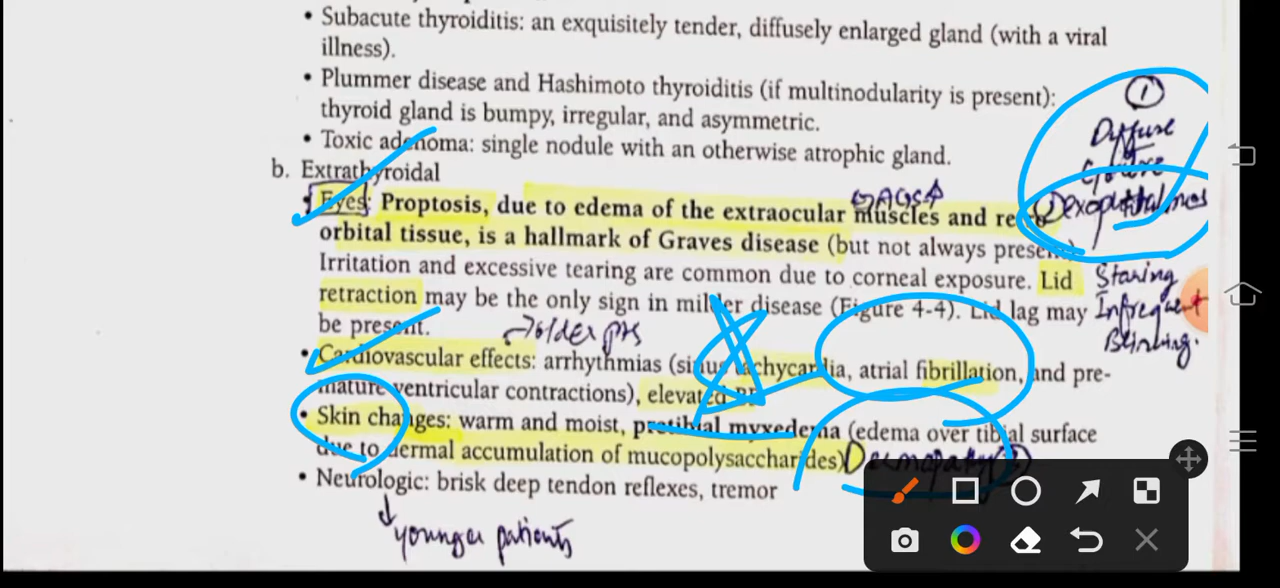 • Subacute thyroiditis: an exquisitely tender, diffusely enlarged gland (with a viral
illness).
• Plummer disease and Hashimoto thyroiditis (if multinodularity is present):
thyroid gland is bumpy, irregular, and asymmetric.
• Toxic adenoma: single nodule with an otherwise atrophic gland.
b. Extrathyroidal
Eyes: Proptosis, due to edema of the extraocular muscles and retro-
orbital tissue, is a hallmark of Graves disease (but not always present).
Irritation and excessive tearing are common due to corneal exposure. Lid
retraction may be the only sign in milder disease (Figure 4-4). Lid lag may
be present.
→ older pts
• Cardiovascular effects: arrhythmias (sinus tachycardia, atrial fibrillation, and pre-
mature ventricular contractions), elevated BP
• Skin changes: warm and moist, pretibial myxedema (edema over tibial surface
due to dermal accumulation of mucopolysaccharides)
• Neurologic: brisk deep tendon reflexes, tremor
younger patients
①
Diffuse
GAGs↑
Staring
Infrequent
Blinking.